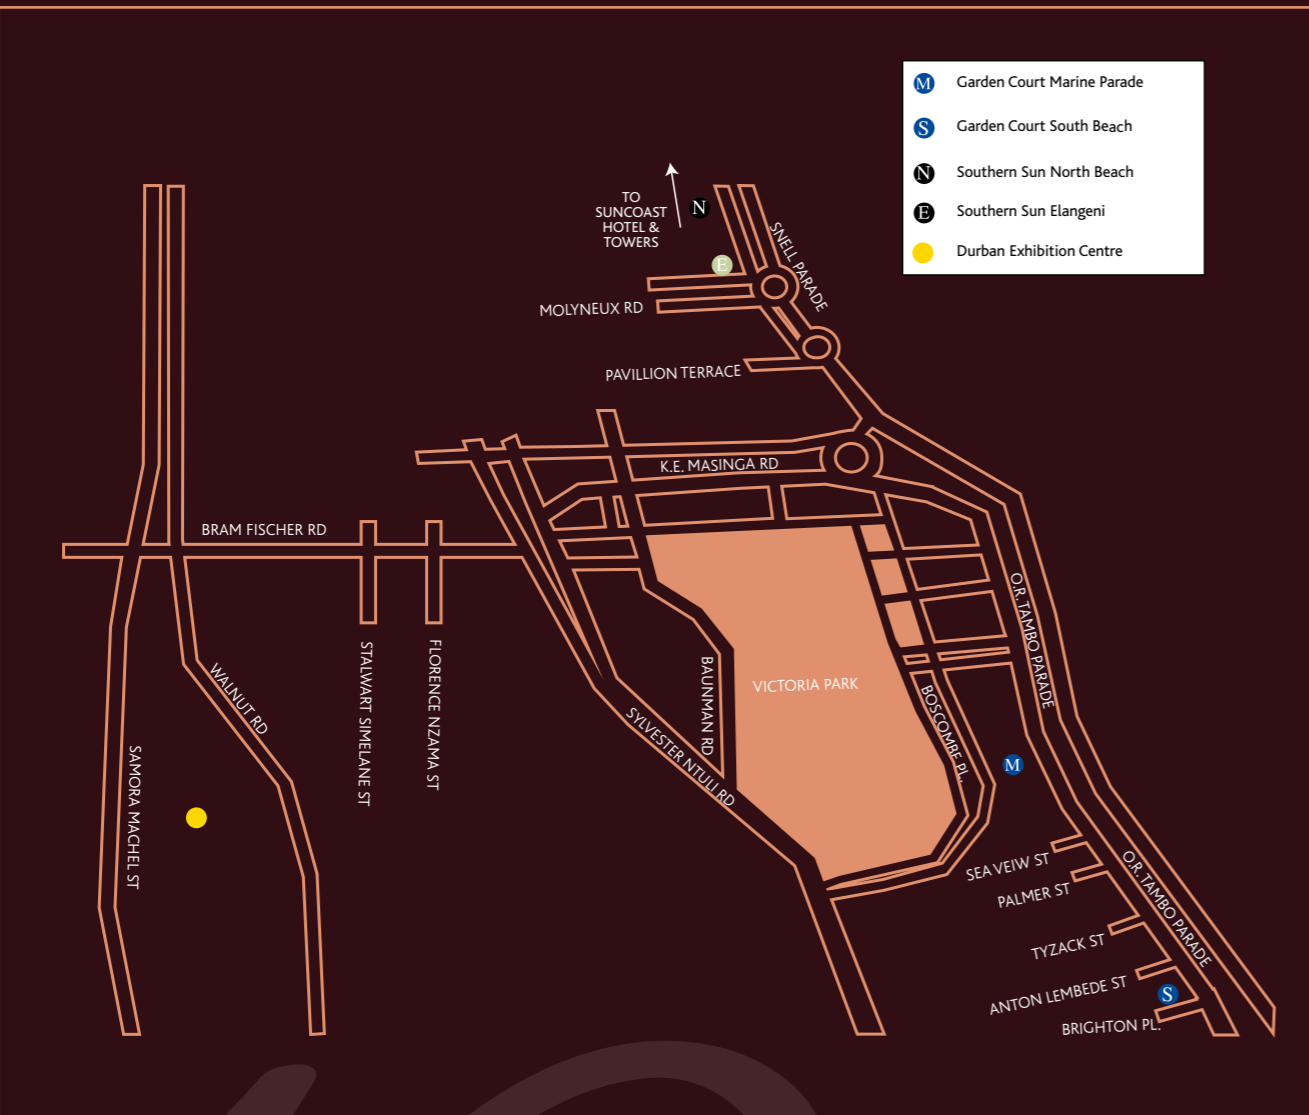 M Garden Court Marine Parade
S Garden Court South Beach
N Southern Sun North Beach
E Southern Sun Elangeni
Durban Exhibition Centre
TO
SUNCOAST
HOTEL &
TOWERS
N
E
SNELL PARADE
MOLYNEUX RD
PAVILLION TERRACE
K.E. MASINGA RD
BRAM FISCHER RD
O.R. TAMBO PARADE
STALWART SIMELANE ST
FLORENCE NZAMA ST
WALNUT RD
SAMORA MACHEL ST
BAUNMAN RD
VICTORIA PARK
BOSCOMBE PL.
SYLVESTER NTULI RD
M
SEA VEIW ST
PALMER ST
O.R. TAMBO PARADE
TYZACK ST
ANTON LEMBEDE ST
S
BRIGHTON PL.